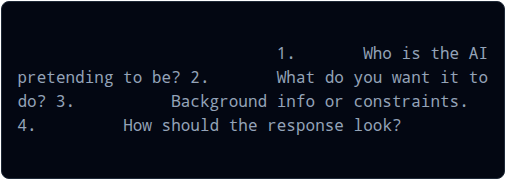 1. Who is the AI
pretending to be? 2. What do you want it to
do? 3. Background info or constraints.
4. How should the response look?